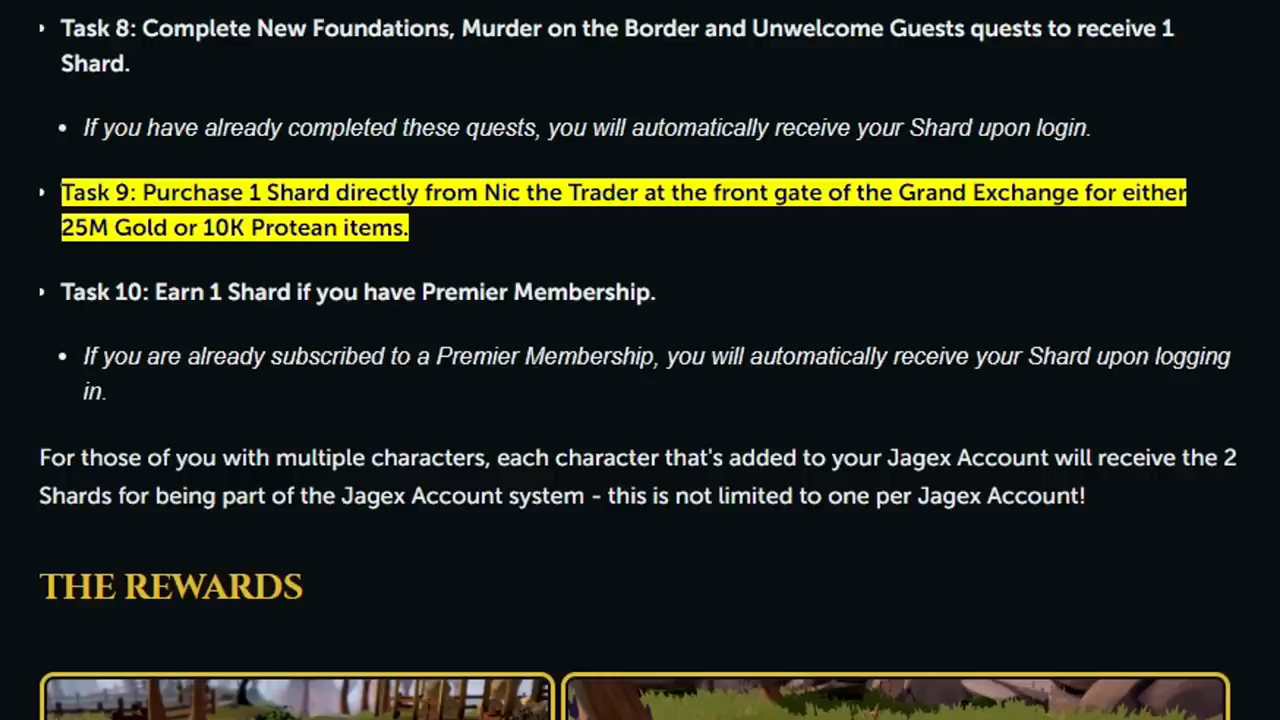 Task 8: Complete New Foundations, Murder on the Border and Unwelcome Guests quests to receive 1
Shard.
If you have already completed these quests, you will automatically receive your Shard upon login.
Task 9: Purchase 1 Shard directly from Nic the Trader at the front gate of the Grand Exchange for either
25M Gold or 10K Protean items.
Task 10: Earn 1 Shard if you have Premier Membership.
If you are already subscribed to a Premier Membership, you will automatically receive your Shard upon logging
in.
For those of you with multiple characters, each character that's added to your Jagex Account will receive the 2
Shards for being part of the Jagex Account system - this is not limited to one per Jagex Account!
THE REWARDS